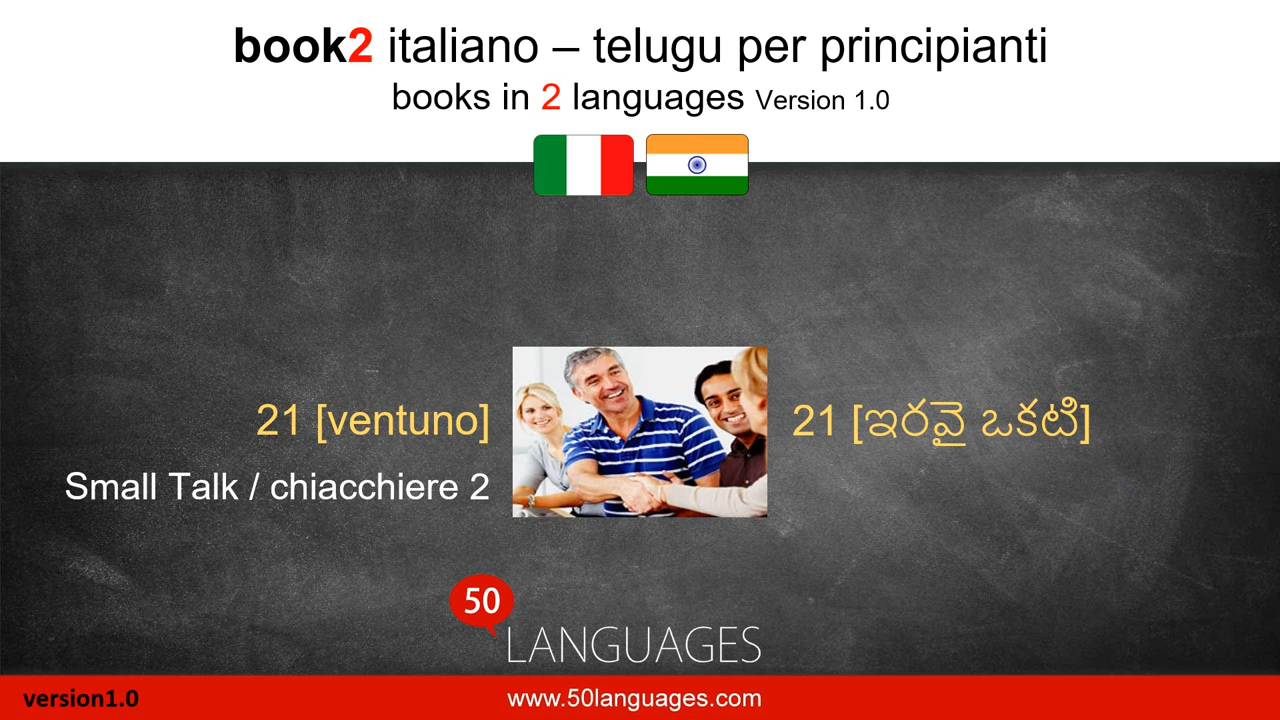 book2 italiano – telugu per principianti
books in 2 languages Version 1.0
21 [ventuno]
Small Talk / chiacchiere 2
21 [ఇరవై ఒకటి]
50
LANGUAGES
version1.0
www.50languages.com